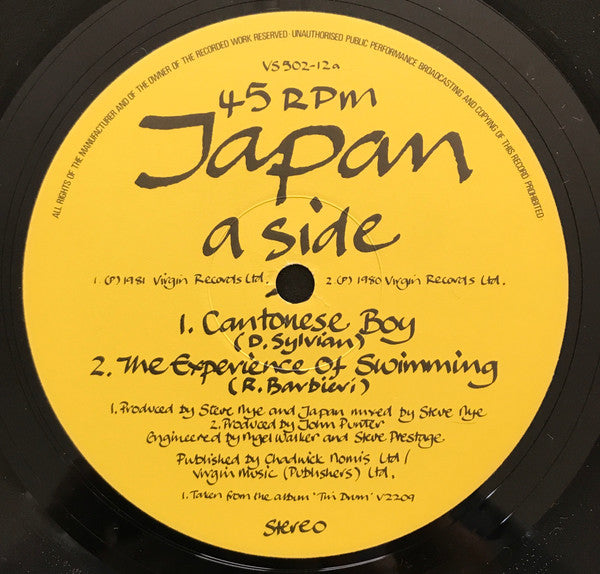 ALL RIGHTS OF THE MANUFACTURER AND OF THE OWNER OF THE RECORDED WORK RESERVED · UNAUTHORISED PUBLIC PERFORMANCE BROADCASTING AND COPYING OF THIS RECORD PROHIBITED
VS 502-12a
45 RPM
Japan
a side
1. (P) 1981 Virgin Records Ltd. 2. (P) 1980 Virgin Records Ltd.
1. Cantonese Boy
(D. Sylvian)
2. The Experience Of Swimming
(R. Barbieri)
1. Produced by Steve Nye and Japan mixed by Steve Nye
2. Produced by John Punter
Engineered by Nigel Walker and Steve Prestage
Published by Chadwick Nomis Ltd /
Virgin Music (Publishers) Ltd.
1. Taken from the album 'Tin Drum' V2209
Stereo